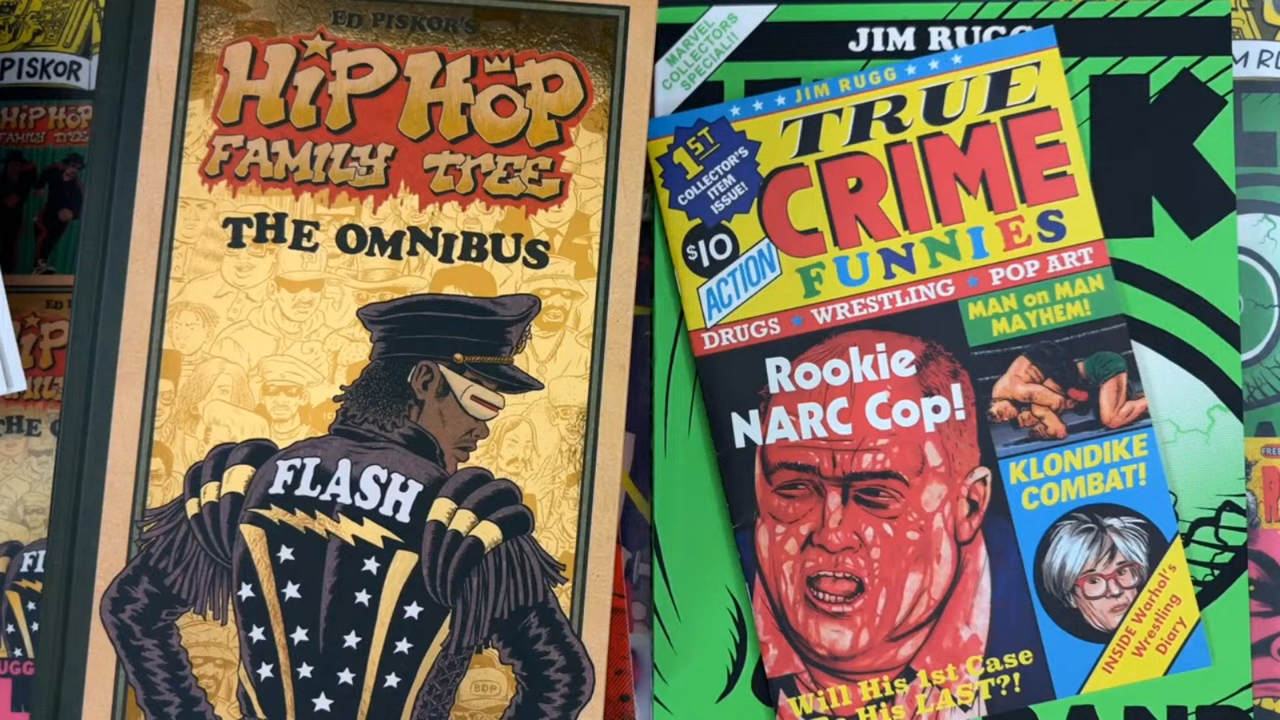 PISKOR
HIP HOP
FAMILY TREE
ED PISKOR'S
HIP HOP
FAMILY TREE
THE OMNIBUS
FLASH
BDP
MARVEL
COLLECTORS
SPECIAL!!
JIM RUGG
K
JIM RUGG
TRUE
CRIME
FUNNIES
1ST
COLLECTOR'S
ITEM
ISSUE!
$10
ACTION
DRUGS ★ WRESTLING ★ POP ART
MAN on MAN
MAYHEM!
Rookie
NARC Cop!
KLONDIKE
COMBAT!
INSIDE Warhol's
Wrestling
Diary
Will His 1st Case
His LAST?!